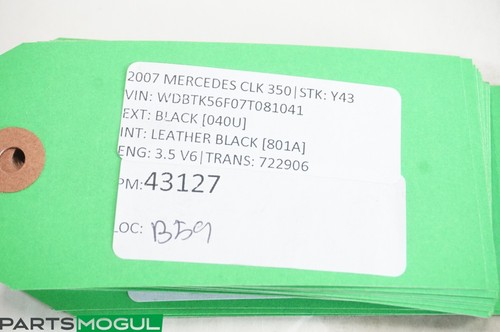 2007 MERCEDES CLK 350|STK: Y43
VIN: WDBTK56F07T081041
EXT: BLACK [040U]
INT: LEATHER BLACK [801A]
ENG: 3.5 V6|TRANS: 722906
PM: 43127
LOC: B59
PARTSMOGUL